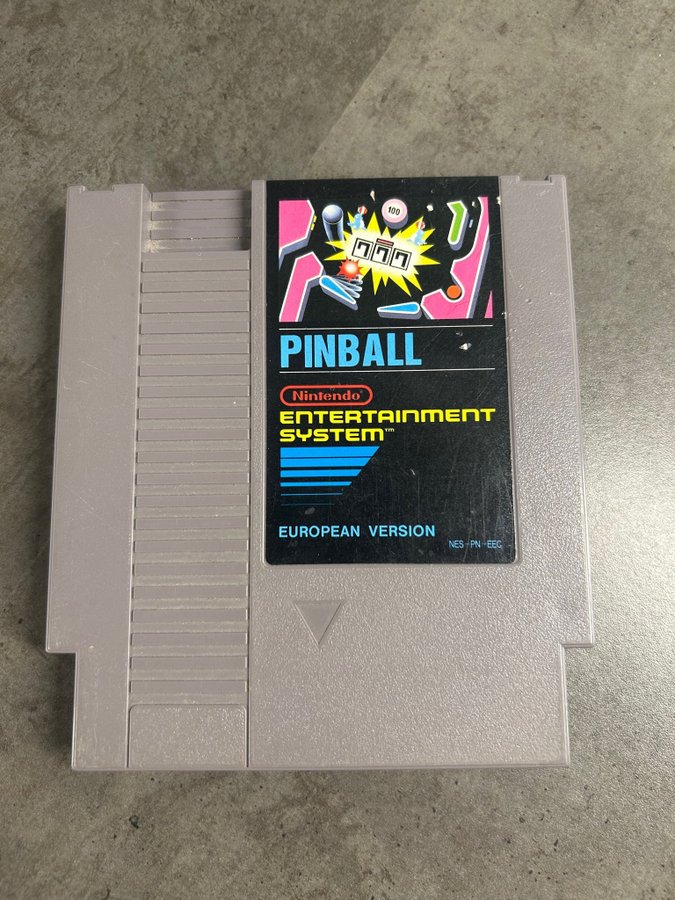 100
777
PINBALL
Nintendo®
ENTERTAINMENT
SYSTEM™
EUROPEAN VERSION
NES-PN-EEC